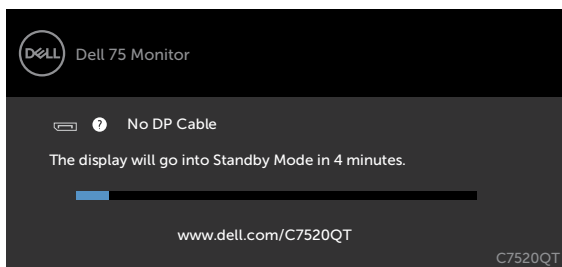 DELL Dell 75 Monitor
? No DP Cable
The display will go into Standby Mode in 4 minutes.
www.dell.com/C7520QT
C7520QT